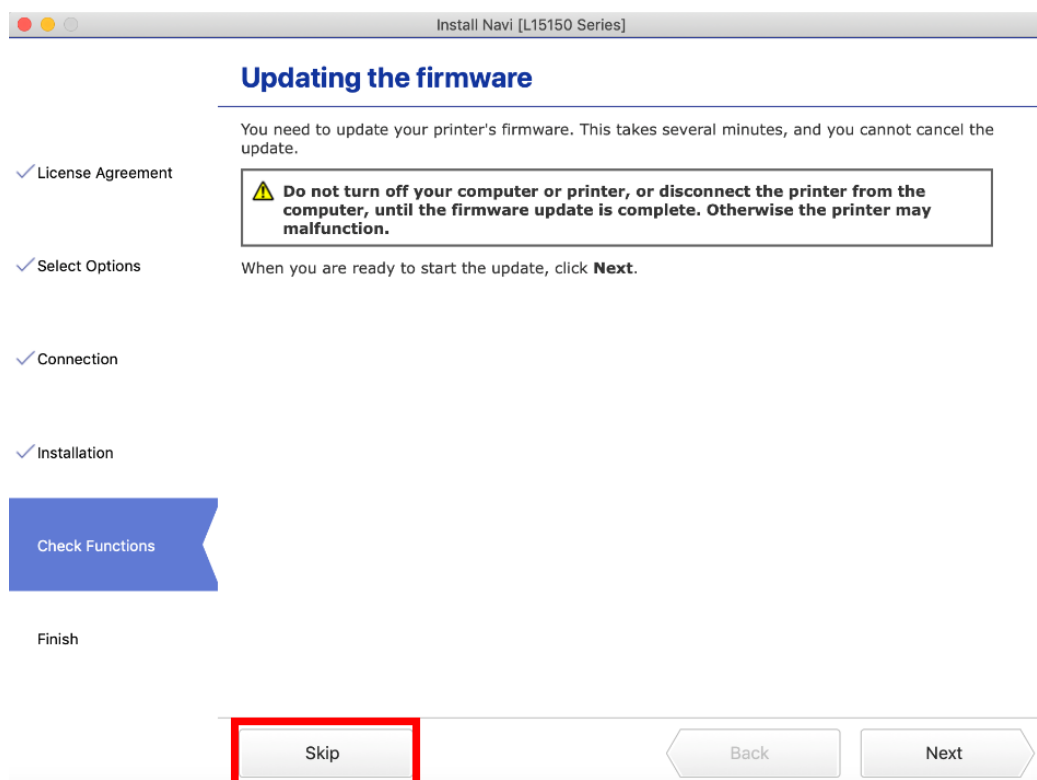 Install Navi [L15150 Series]
Updating the firmware
You need to update your printer's firmware. This takes several minutes, and you cannot cancel the
update.
Do not turn off your computer or printer, or disconnect the printer from the
computer, until the firmware update is complete. Otherwise the printer may
malfunction.
When you are ready to start the update, click Next.
License Agreement
Select Options
Connection
Installation
Check Functions
Finish
Skip
Back
Next